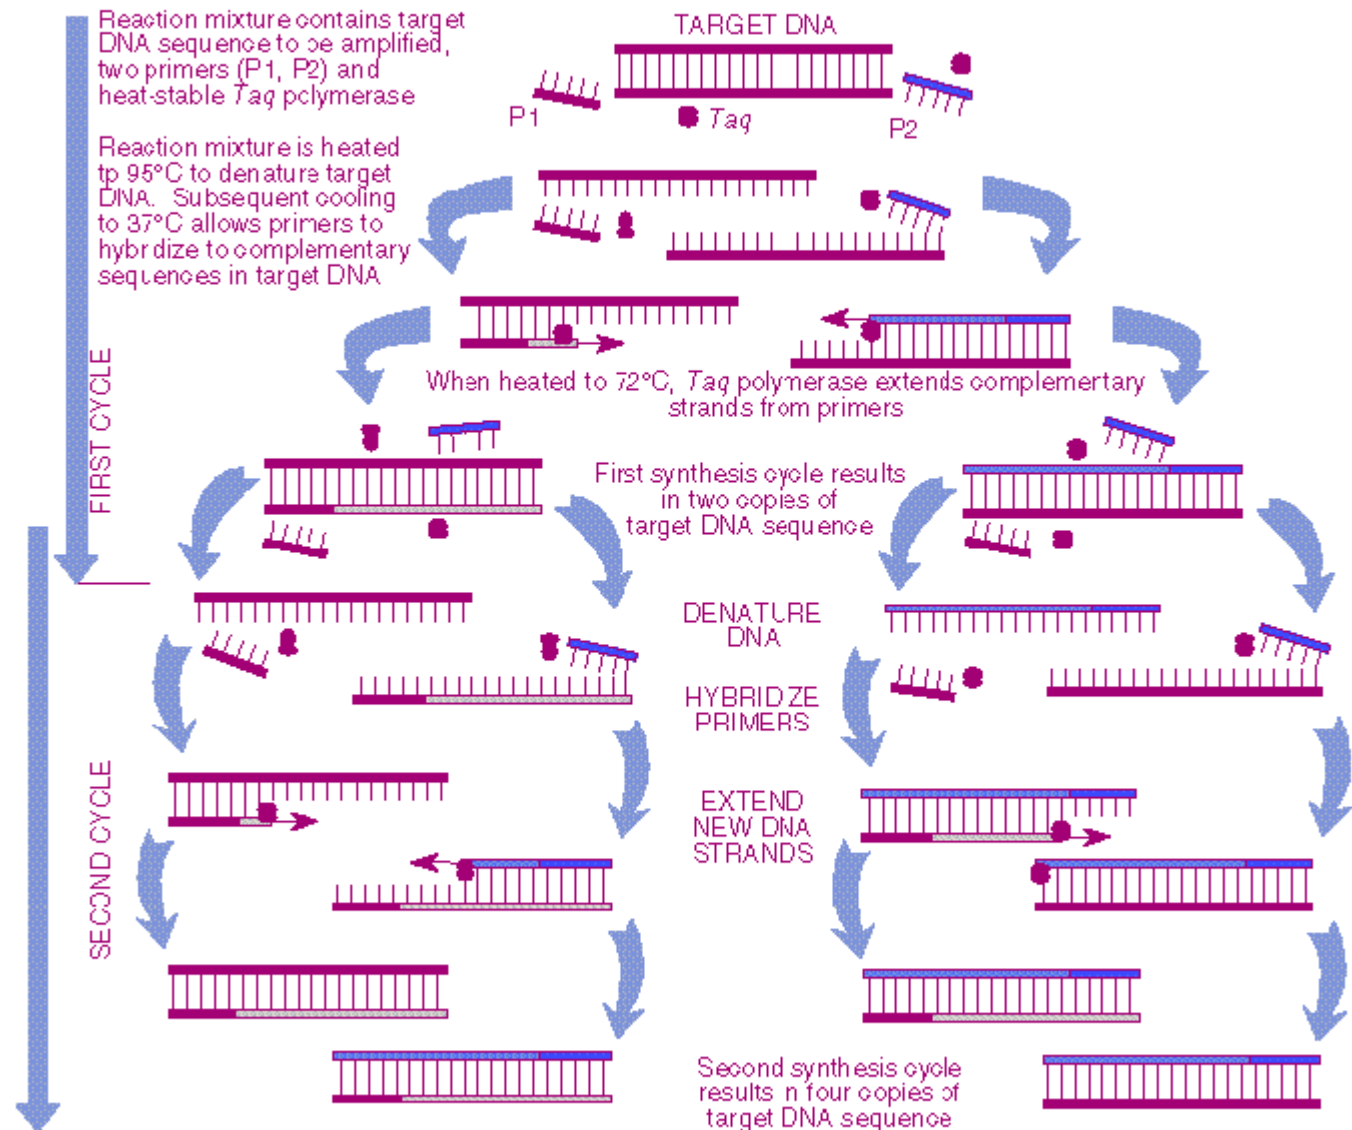 Reaction mixture contains target
DNA sequence to be amplified,
two primers (P1, P2) and
heat-stable Taq polymerase
TARGET DNA
P1
Taq
P2
Reaction mixture is heated
tp 95°C to denature target
DNA. Subsequent cooling
to 37°C allows primers to
hybridize to complementary
sequences in target DNA
FIRST CYCLE
When heated to 72°C, Taq polymerase extends complementary
strands from primers
First synthesis cycle results
in two copies of
target DNA sequence
DENATURE
DNA
HYBRIDZE
PRIMERS
SECOND CYCLE
EXTEND
NEW DNA
STRANDS
Second synthesis cycle
results in four copies of
target DNA sequence